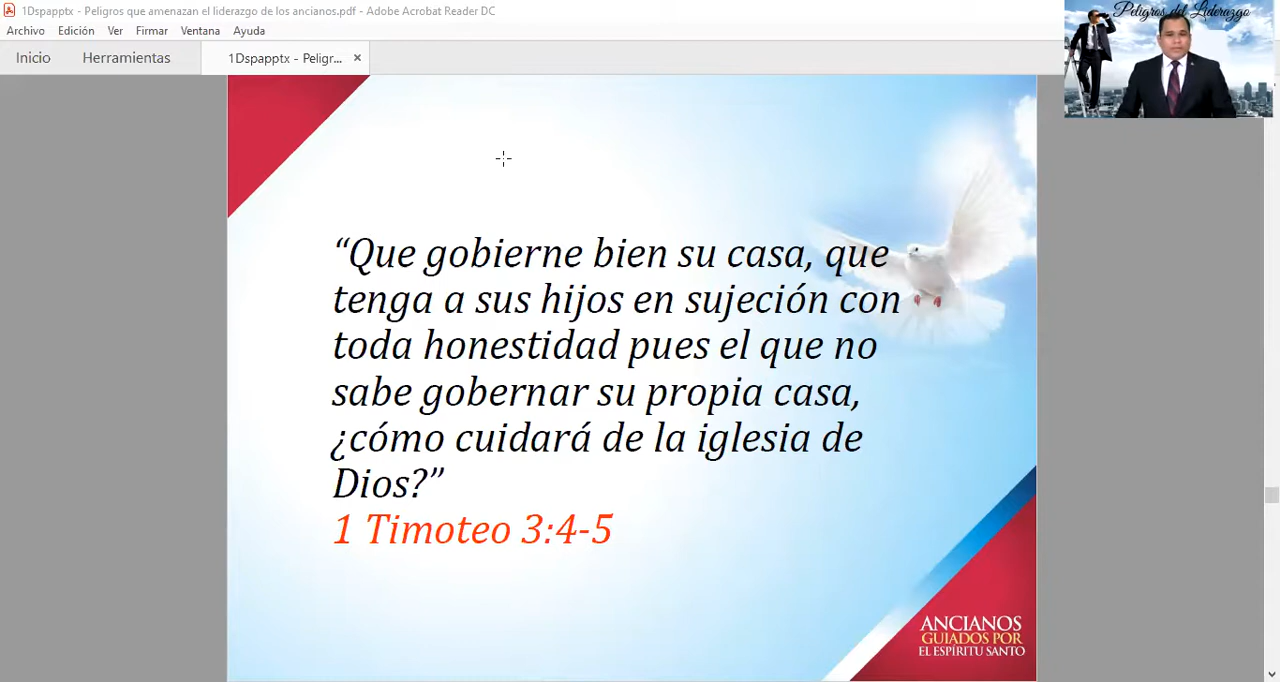 1Dspapptx - Peligros que amenazan el liderazgo de los ancianos.pdf - Adobe Acrobat Reader DC
Archivo Edición Ver Firmar Ventana Ayuda
Inicio Herramientas 1Dspapptx - Peligr... ×
Peligros del Liderazgo
“Que gobierne bien su casa, que
tenga a sus hijos en sujeción con
toda honestidad pues el que no
sabe gobernar su propia casa,
¿cómo cuidará de la iglesia de
Dios?”
1 Timoteo 3:4-5
ANCIANOS
GUIADOS POR
EL ESPÍRITU SANTO